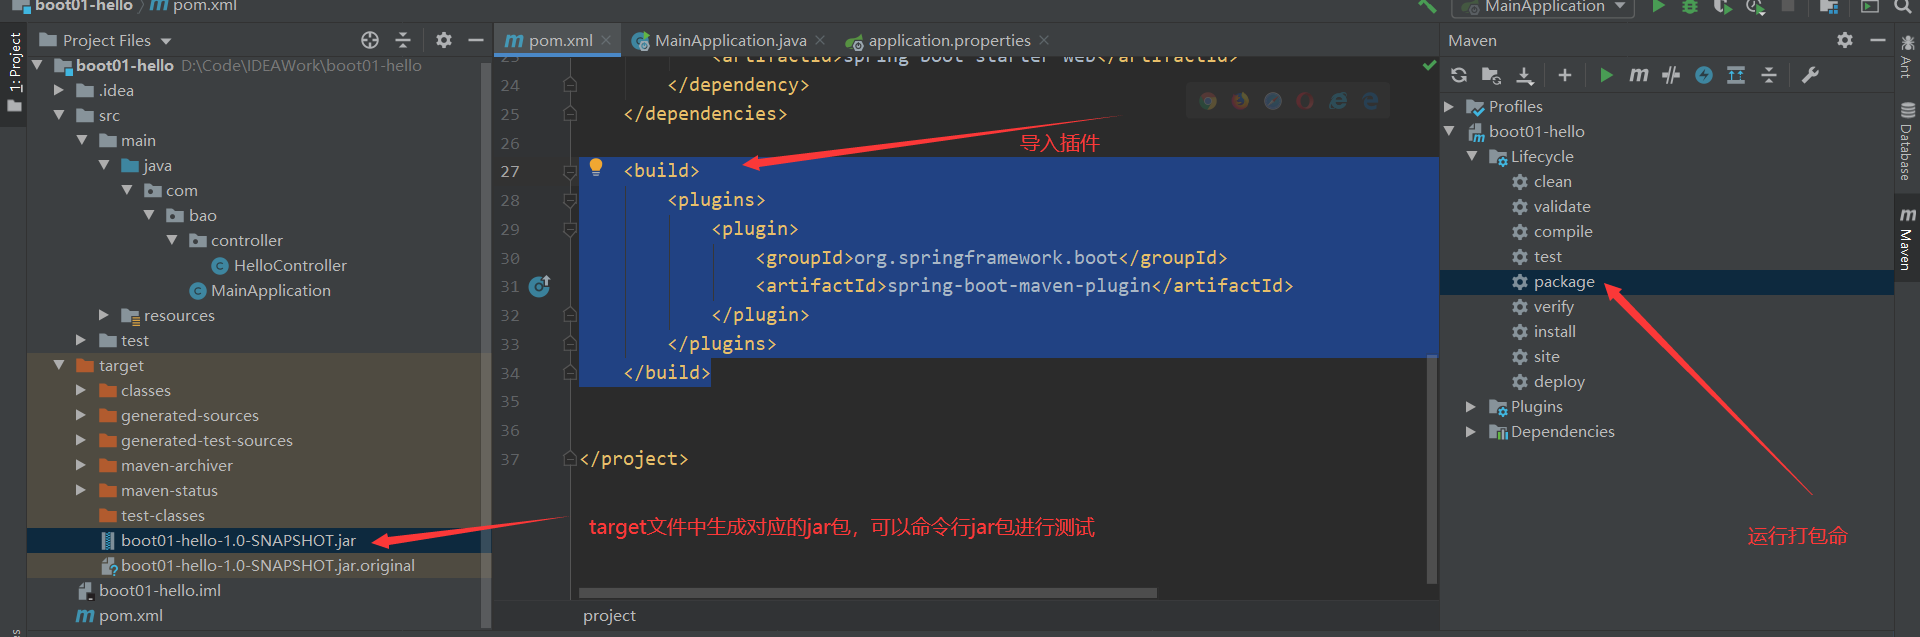 boot01-hello 〉 m pom.xml
MainApplication
1: Project
Project Files
boot01-hello D:\Code\IDEAWork\boot01-hello
.idea
src
main
java
com
bao
controller
HelloController
MainApplication
resources
test
target
classes
generated-sources
generated-test-sources
maven-archiver
maven-status
test-classes
boot01-hello-1.0-SNAPSHOT.jar
boot01-hello-1.0-SNAPSHOT.jar.original
boot01-hello.iml
pom.xml
pom.xml MainApplication.java application.properties
23 <artifactId>spring-boot-starter-web</artifactId>
24 </dependency>
25 </dependencies>
26
27 <build>
28 <plugins>
29 <plugin>
30 <groupId>org.springframework.boot</groupId>
31 <artifactId>spring-boot-maven-plugin</artifactId>
32 </plugin>
33 </plugins>
34 </build>
35
36
37 </project>
导入插件
target文件中生成对应的jar包，可以命令行jar包进行测试
project
Maven
Profiles
boot01-hello
Lifecycle
clean
validate
compile
test
package
verify
install
site
deploy
Plugins
Dependencies
运行打包命
Ant
Database
Maven